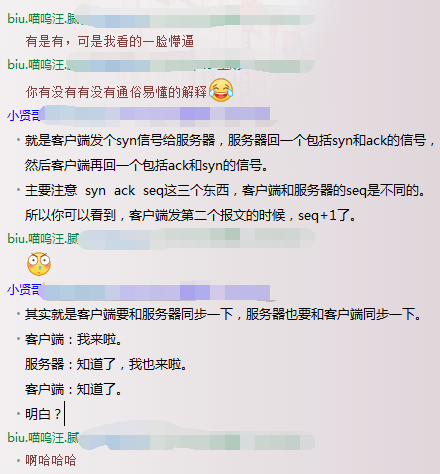 biu.喵呜汪.腻
有是有，可是我看的一脸懵逼
biu.喵呜汪.腻
你有没有有没有通俗易懂的解释
小贤哥
就是客户端发个syn信号给服务器，服务器回一个包括syn和ack的信号，
然后客户端再回一个包括ack和syn的信号。
主要注意 syn ack seq这三个东西，客户端和服务器的seq是不同的。
所以你可以看到，客户端发第二个报文的时候，seq+1了。
biu.喵呜汪.腻
小贤哥
其实就是客户端要和服务器同步一下，服务器也要和客户端同步一下。
客户端：我来啦。
服务器：知道了，我也来啦。
客户端：知道了。
明白？
biu.喵呜汪.腻
啊哈哈哈